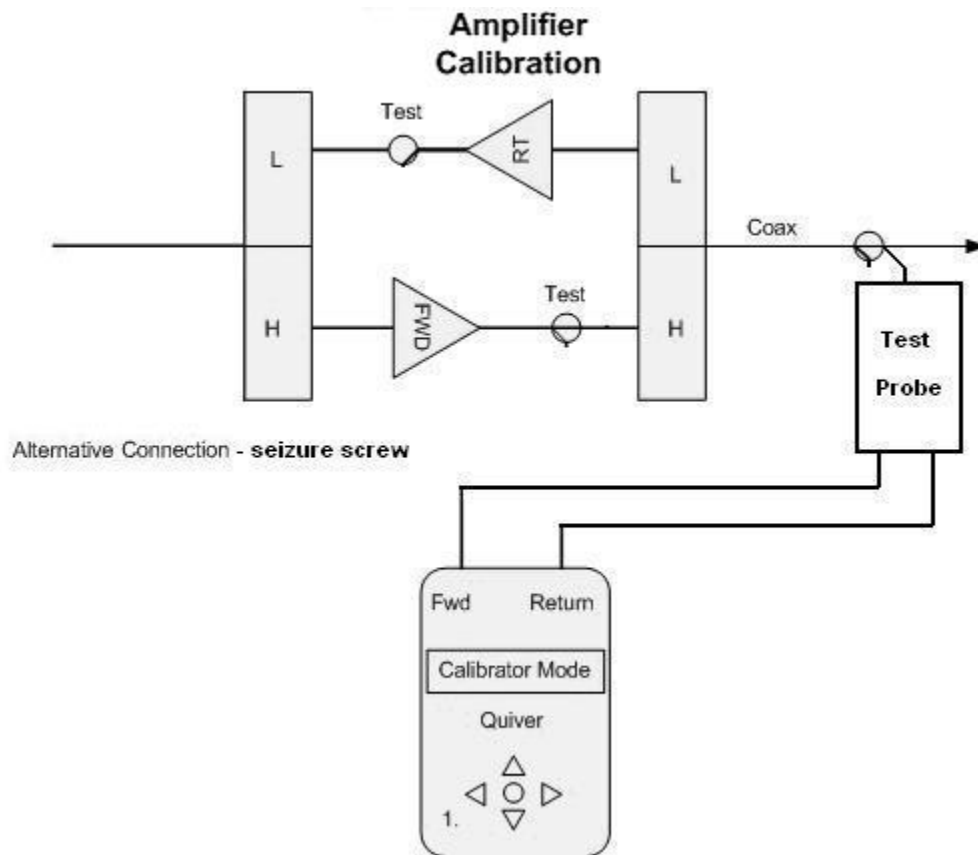 Amplifier
Calibration
Test
L
RT
L
Coax
H
FWD
Test
H
Test
Probe
Alternative Connection - seizure screw
Fwd Return
Calibrator Mode
Quiver
1.